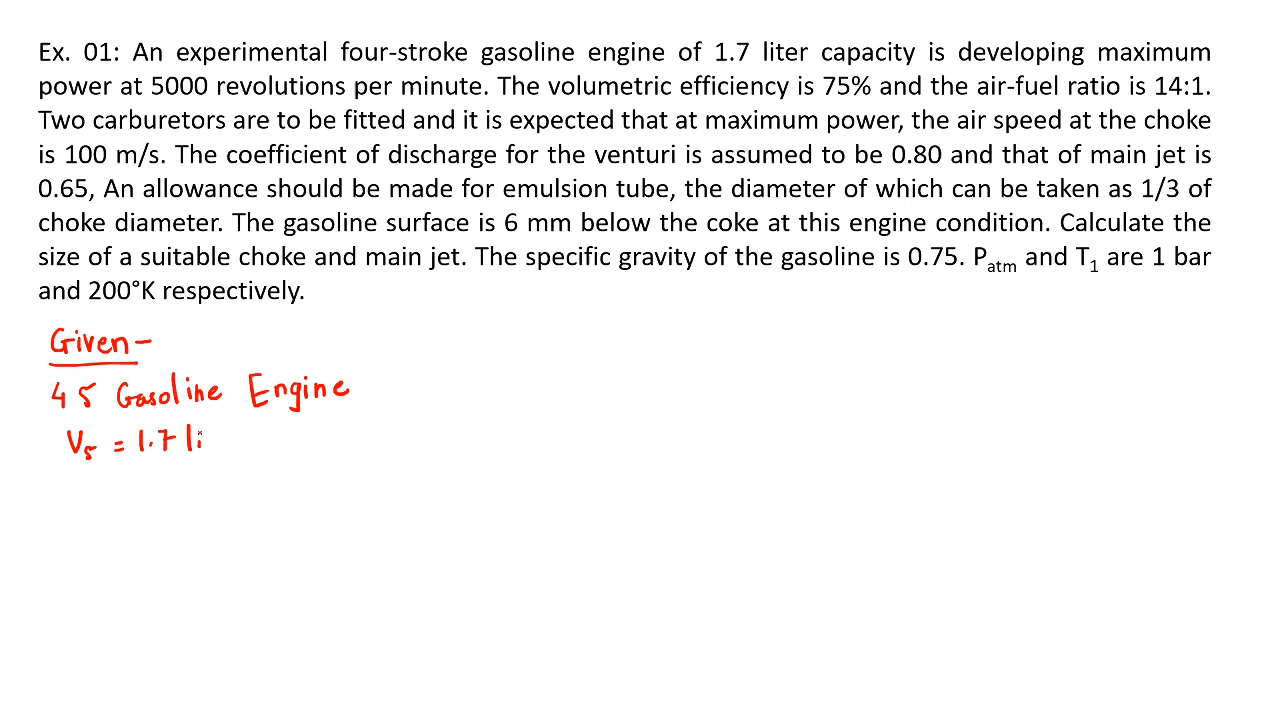 Ex. 01: An experimental four-stroke gasoline engine of 1.7 liter capacity is developing maximum
power at 5000 revolutions per minute. The volumetric efficiency is 75% and the air-fuel ratio is 14:1.
Two carburetors are to be fitted and it is expected that at maximum power, the air speed at the choke
is 100 m/s. The coefficient of discharge for the venturi is assumed to be 0.80 and that of main jet is
0.65, An allowance should be made for emulsion tube, the diameter of which can be taken as 1/3 of
choke diameter. The gasoline surface is 6 mm below the coke at this engine condition. Calculate the
size of a suitable choke and main jet. The specific gravity of the gasoline is 0.75. Patm and T1 are 1 bar
and 200°K respectively.
Given-
4S Gasoline Engine
Vs = 1.7 li